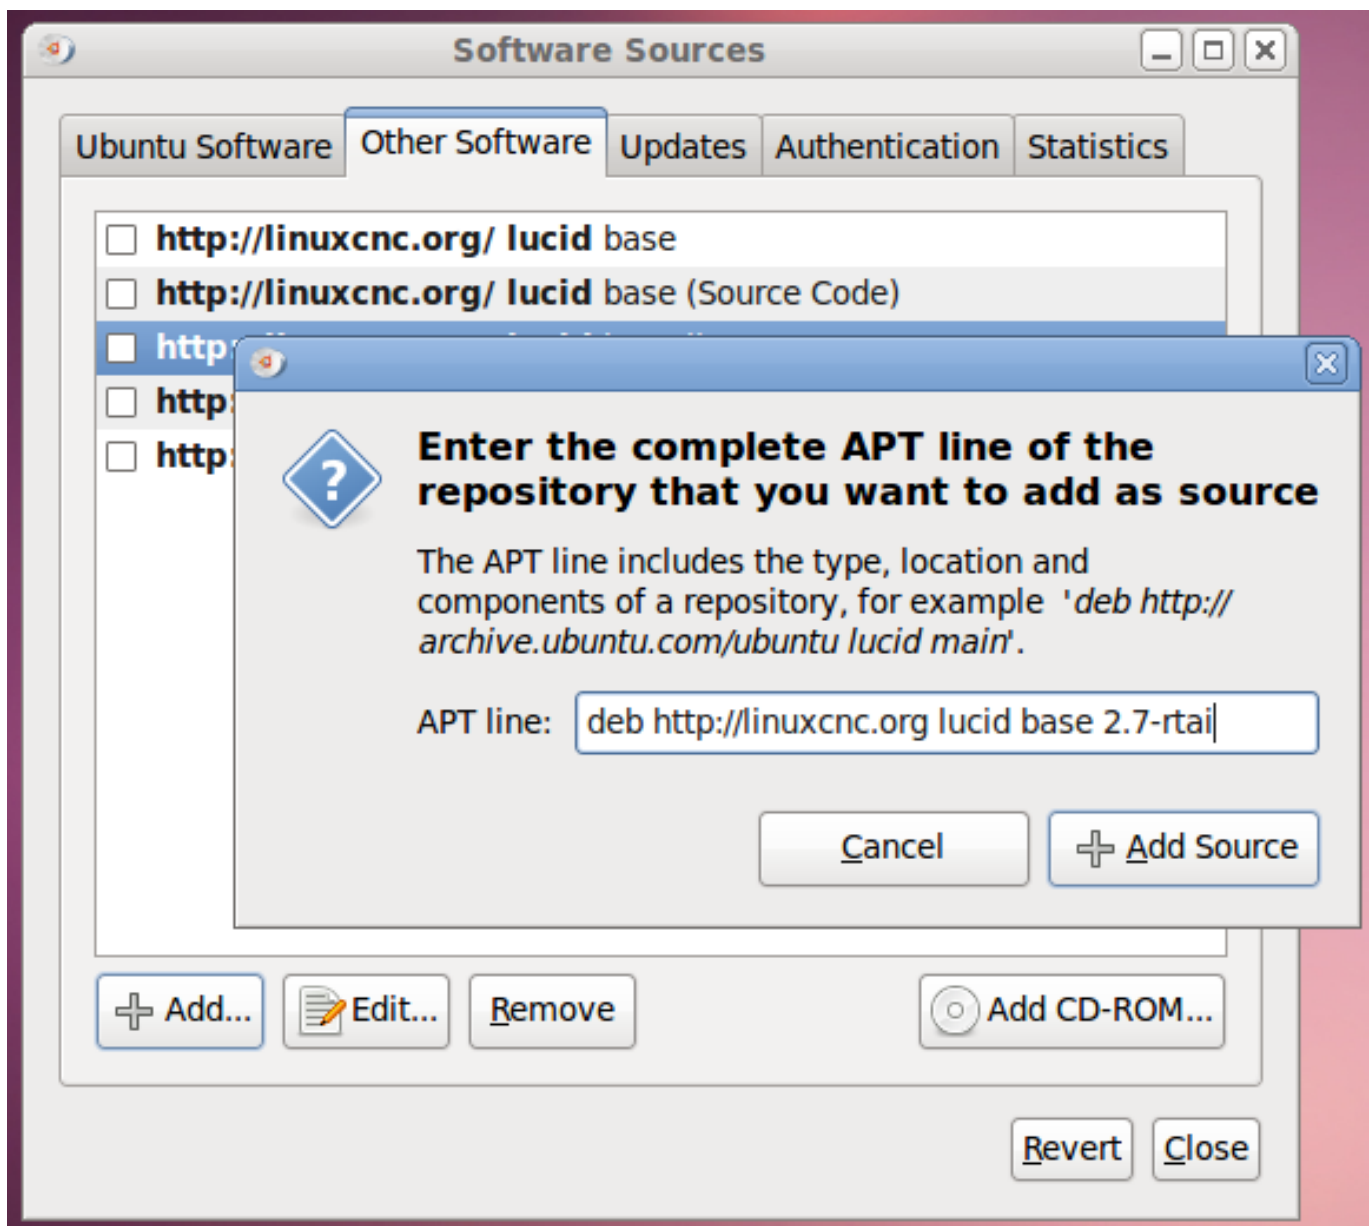 Software Sources
Ubuntu Software Other Software Updates Authentication Statistics
http://linuxcnc.org/ lucid base
http://linuxcnc.org/ lucid base (Source Code)
http:
http:
http:
Enter the complete APT line of the
repository that you want to add as source
The APT line includes the type, location and
components of a repository, for example 'deb http://
archive.ubuntu.com/ubuntu lucid main'.
APT line: deb http://linuxcnc.org lucid base 2.7-rtai
Cancel Add Source
Add... Edit... Remove Add CD-ROM...
Revert Close